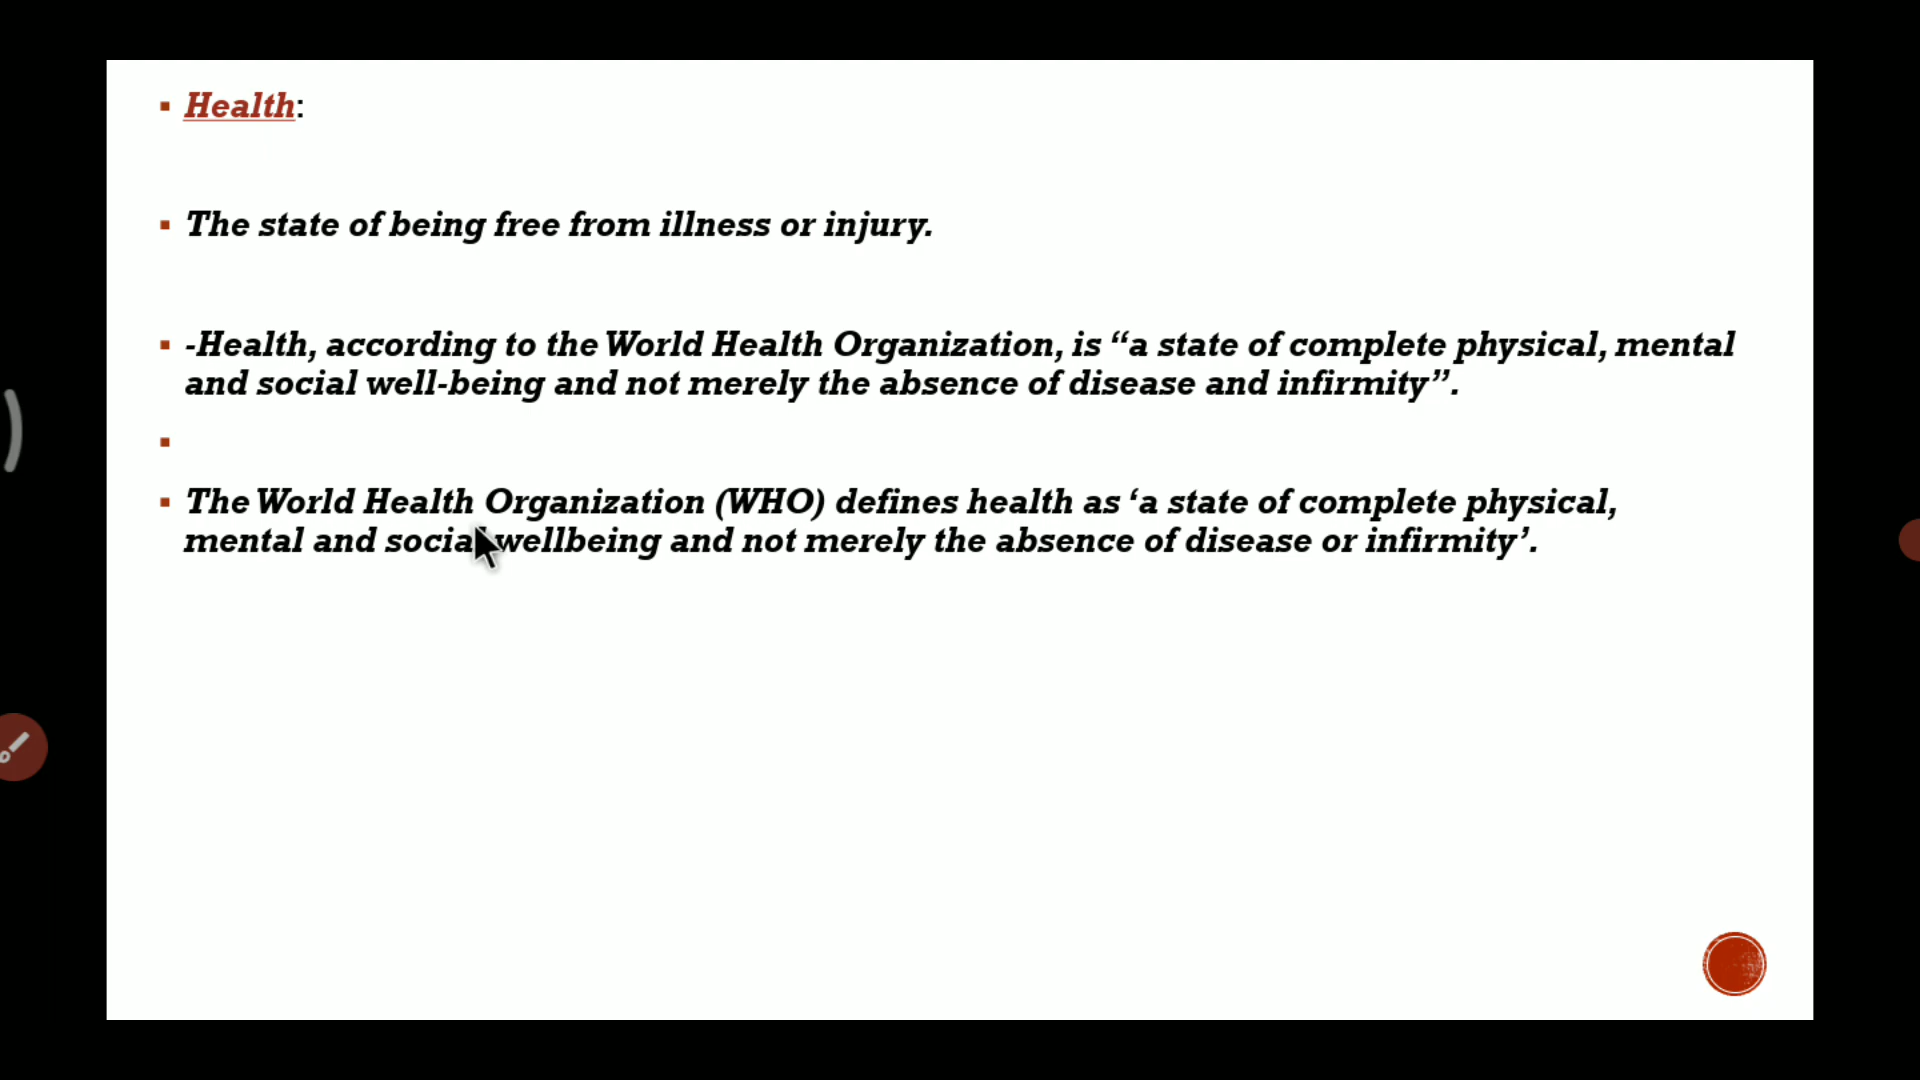 Health:
The state of being free from illness or injury.
-Health, according to the World Health Organization, is “a state of complete physical, mental
and social well-being and not merely the absence of disease and infirmity”.
The World Health Organization (WHO) defines health as ‘a state of complete physical,
mental and social wellbeing and not merely the absence of disease or infirmity’.